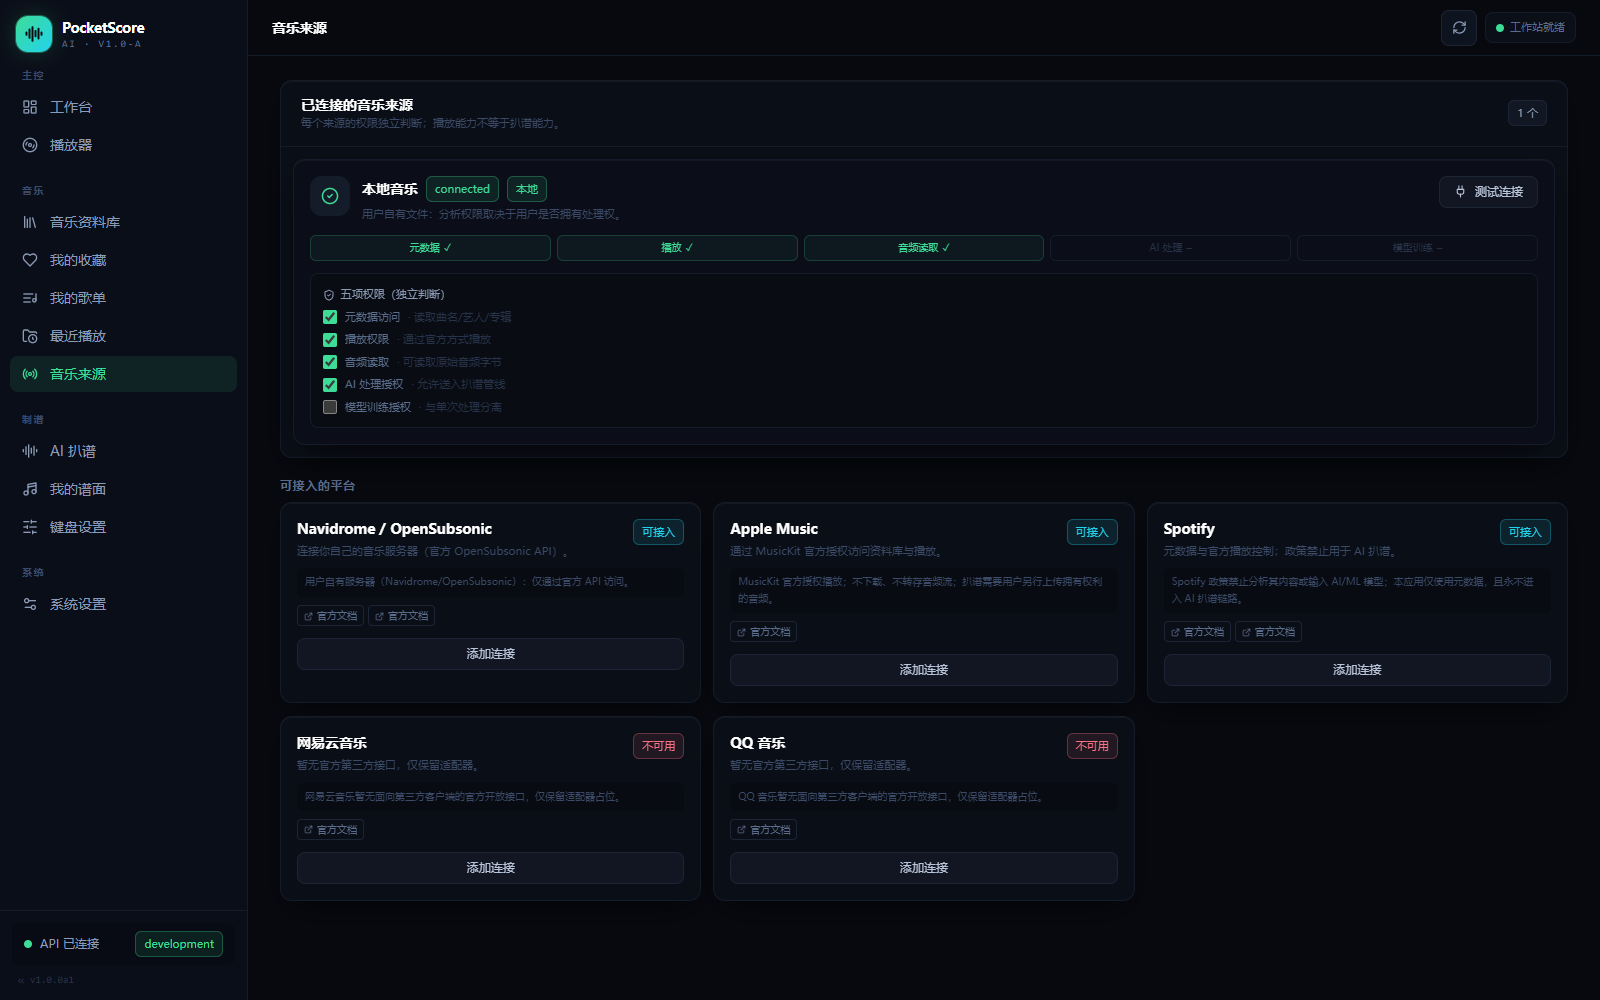 PocketScore
AI · V1.0-A
主控
工作台
播放器
音乐
音乐资料库
我的收藏
我的歌单
最近播放
音乐来源
制谱
AI 扒谱
我的谱面
键盘设置
系统
系统设置
API 已连接
development
« v1.0.0a1
音乐来源
工作站就绪
已连接的音乐来源
每个来源的权限独立判断；播放能力不等于扒谱能力。
1 个
本地音乐 connected 本地
用户自有文件：分析权限取决于用户是否拥有处理权。
测试连接
元数据 ✓ 播放 ✓ 音频读取 ✓ AI 处理 – 模型训练 –
五项权限（独立判断）
元数据访问 · 读取曲名/艺人/专辑
播放权限 · 通过官方方式播放
音频读取 · 可读取原始音频字节
AI 处理授权 · 允许送入扒谱管线
模型训练授权 · 与单次处理分离
可接入的平台
Navidrome / OpenSubsonic
可接入
连接你自己的音乐服务器（官方 OpenSubsonic API）。
用户自有服务器（Navidrome/OpenSubsonic）：仅通过官方 API 访问。
官方文档 官方文档
添加连接
Apple Music
可接入
通过 MusicKit 官方授权访问资料库与播放。
MusicKit 官方授权播放；不下载、不转存音频流；扒谱需要用户另行上传拥有权利
的音频。
官方文档
添加连接
Spotify
可接入
元数据与官方播放控制；政策禁止用于 AI 扒谱。
Spotify 政策禁止分析其内容或输入 AI/ML 模型；本应用仅使用元数据，且永不进
入 AI 扒谱链路。
官方文档 官方文档
添加连接
网易云音乐
不可用
暂无官方第三方接口，仅保留适配器。
网易云音乐暂无面向第三方客户端的官方开放接口，仅保留适配器占位。
官方文档
添加连接
QQ 音乐
不可用
暂无官方第三方接口，仅保留适配器。
QQ 音乐暂无面向第三方客户端的官方开放接口，仅保留适配器占位。
官方文档
添加连接